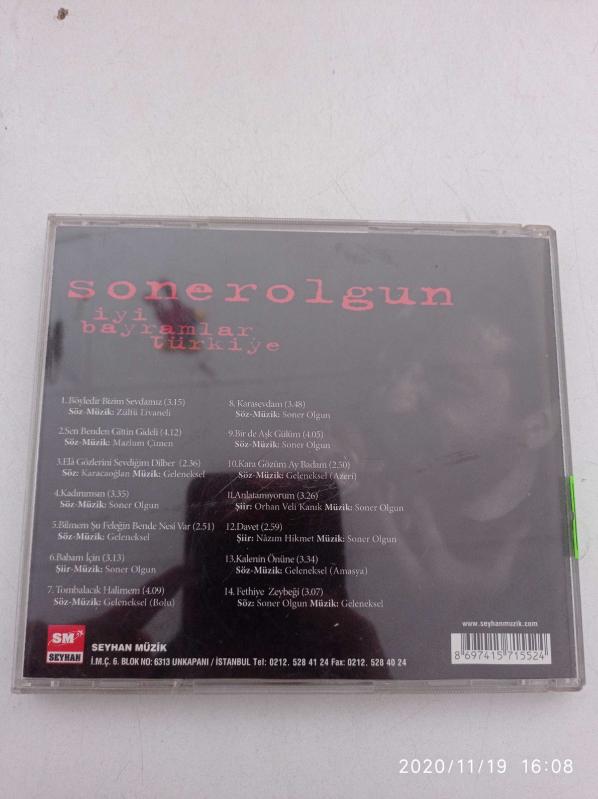 sonerolgun
iyi
bayramlar
türkiye
1. Böyledir Bizim Sevdamız (3.15)
Söz-Müzik: Zülfü Livaneli
2.Sen Benden Gittin Gideli (4.12)
Söz-Müzik: Mazlum Çimen
3.Elâ Gözlerini Sevdiğim Dilber (2.36)
Söz: Karacaoğlan Müzik: Geleneksel
4.Kadınımsın (3.35)
Söz-Müzik: Soner Olgun
5.Bilmem Şu Feleğin Bende Nesi Var (2.51)
Söz-Müzik: Geleneksel
6.Babam İçin (3.13)
Söz-Müzik: Soner Olgun
7. Tombalacık Halimem (4.09)
Söz-Müzik: Geleneksel (Bolu)
8. Karasevdam (3.48)
Söz-Müzik: Soner Olgun
9.Bir de Aşk Gülüm (4.05)
Söz-Müzik: Soner Olgun
10.Kara Gözüm Ay Badam (2.50)
Söz-Müzik: Geleneksel (Azeri)
11.Anlatamıyorum (3.26)
Şiir: Orhan Veli Kanık Müzik: Soner Olgun
12.Davet (2.59)
Şiir: Nâzım Hikmet Müzik: Soner Olgun
13.Kalenin Önüne (3.34)
Söz-Müzik: Geleneksel (Amasya)
14. Fethiye Zeybeği (3.07)
Söz: Soner Olgun Müzik: Geleneksel
www.seyhanmuzik.com
SM
SEYHAN
SEYHAN MÜZİK
İ.M.Ç. 6. BLOK NO: 6313 UNKAPANI / İSTANBUL Tel: 0212. 528 41 24 Fax: 0212. 528 40 24
8 697415 715524
2020/11/19 16:08